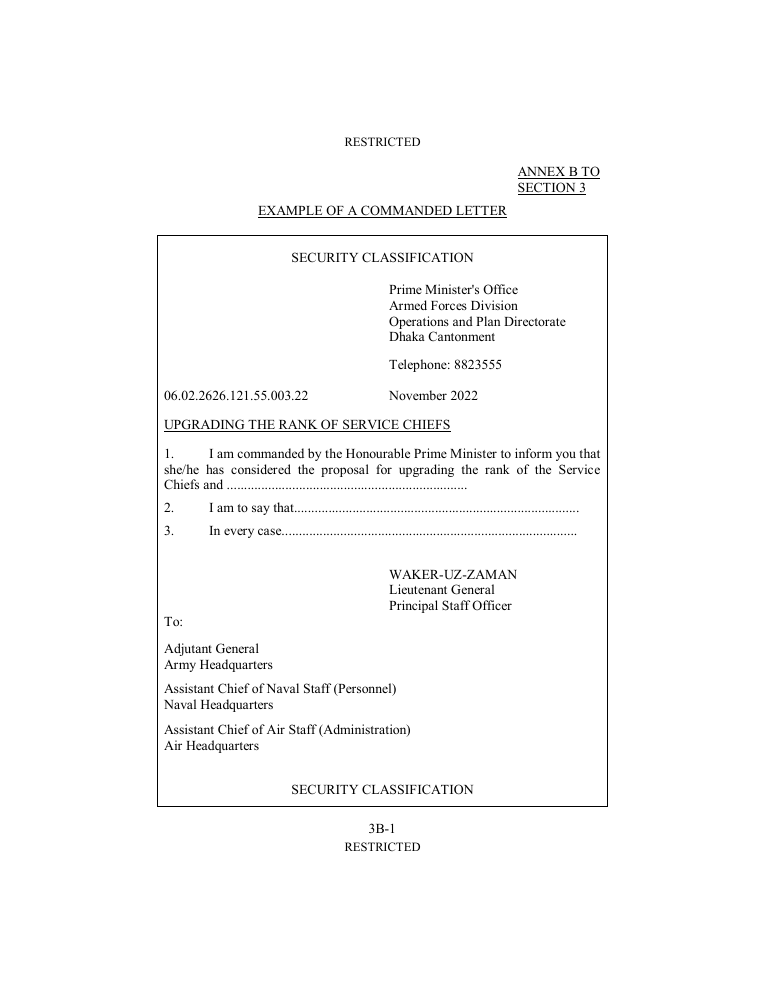 RESTRICTED
ANNEX B TO
SECTION 3
EXAMPLE OF A COMMANDED LETTER
SECURITY CLASSIFICATION
Prime Minister's Office
Armed Forces Division
Operations and Plan Directorate
Dhaka Cantonment
Telephone: 8823555
06.02.2626.121.55.003.22 November 2022
UPGRADING THE RANK OF SERVICE CHIEFS
1. I am commanded by the Honourable Prime Minister to inform you that
she/he has considered the proposal for upgrading the rank of the Service
Chiefs and ......................................................................
2. I am to say that...................................................................................
3. In every case......................................................................................
WAKER-UZ-ZAMAN
Lieutenant General
Principal Staff Officer
To:
Adjutant General
Army Headquarters
Assistant Chief of Naval Staff (Personnel)
Naval Headquarters
Assistant Chief of Air Staff (Administration)
Air Headquarters
SECURITY CLASSIFICATION
3B-1
RESTRICTED